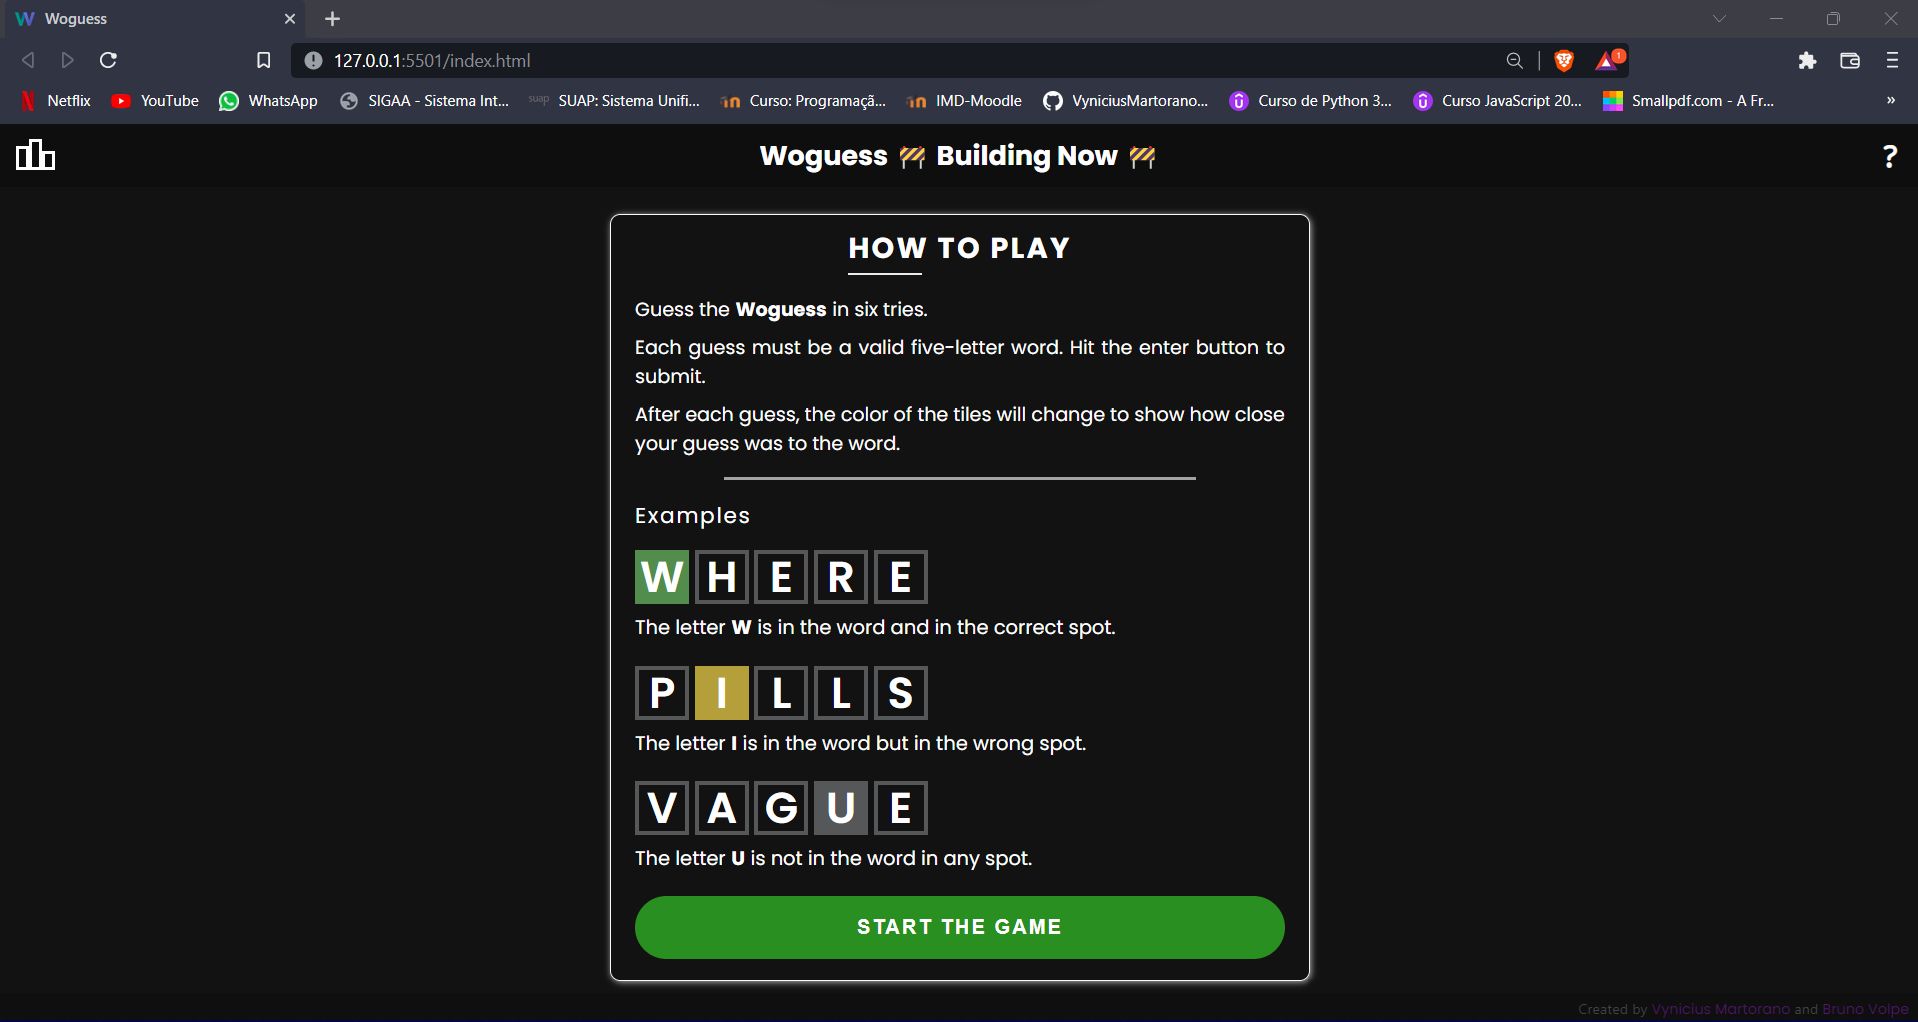 Woguess
127.0.0.1:5501/index.html
1
Netflix YouTube WhatsApp SIGAA - Sistema Int... suap SUAP: Sistema Unifi... Curso: Programaçã... IMD-Moodle VyniciusMartorano... Curso de Python 3... Curso JavaScript 20... Smallpdf.com - A Fr... »
Woguess 🚧 Building Now 🚧 ?
HOW TO PLAY
Guess the Woguess in six tries.
Each guess must be a valid five-letter word. Hit the enter button to
submit.
After each guess, the color of the tiles will change to show how close
your guess was to the word.
Examples
W H E R E
The letter W is in the word and in the correct spot.
P I L L S
The letter I is in the word but in the wrong spot.
V A G U E
The letter U is not in the word in any spot.
START THE GAME
Created by Vynicius Martorano and Bruno Volpe